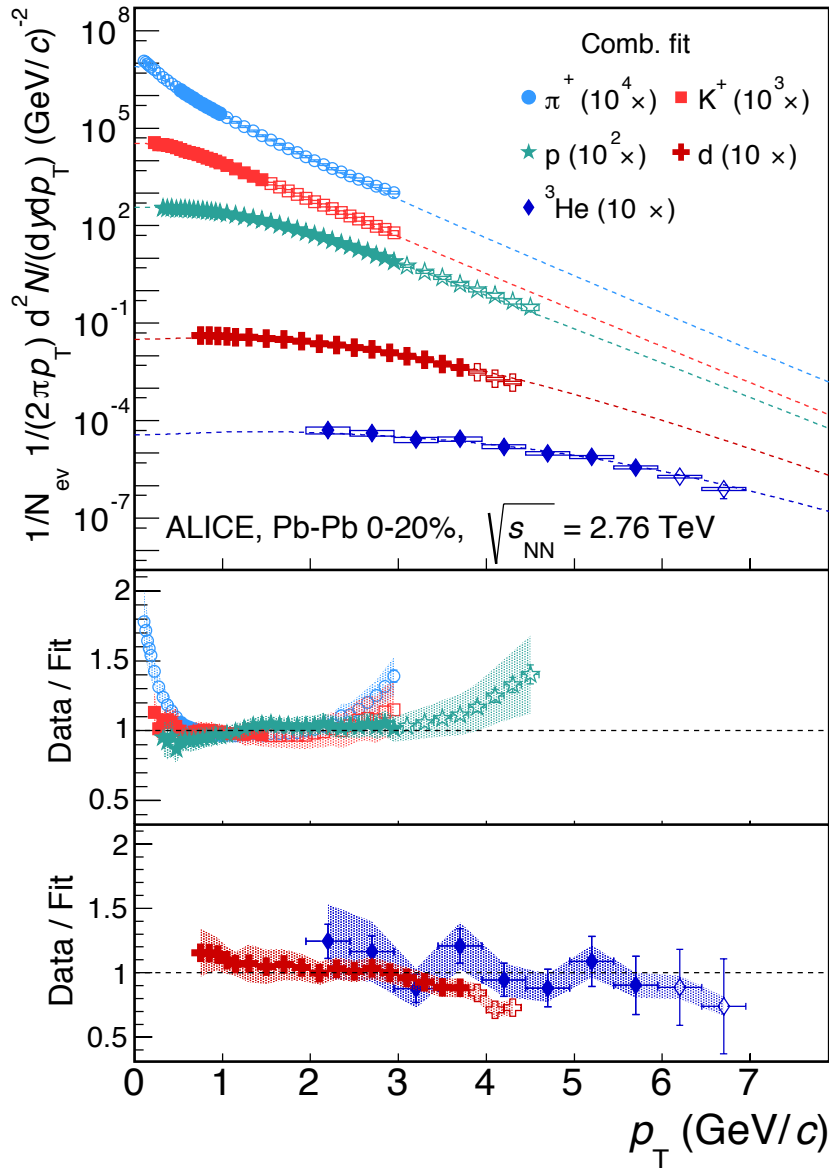 10^8
10^5
10^2
10^-1
10^-4
10^-7
1/N_ev 1/(2πp_T) d^2N/(dydp_T) (GeV/c)^-2
Comb. fit
π^+ (10^4×) K^+ (10^3×)
p (10^2×) d (10 ×)
^3He (10 ×)
ALICE, Pb-Pb 0-20%, √s_NN = 2.76 TeV
2
1.5
1
0.5
Data / Fit
2
1.5
1
0.5
Data / Fit
0 1 2 3 4 5 6 7
p_T (GeV/c)